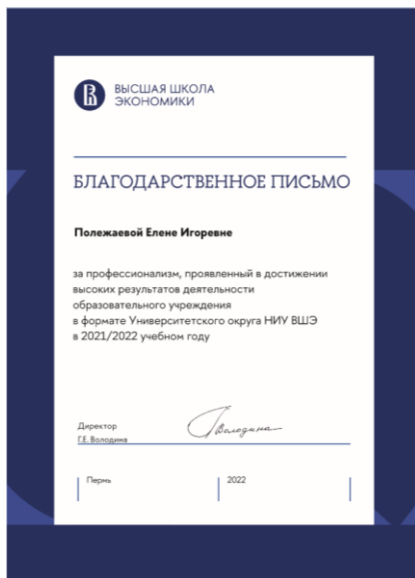 ВЫСШАЯ ШКОЛА
ЭКОНОМИКИ
БЛАГОДАРСТВЕННОЕ ПИСЬМО
Полежаевой Елене Игоревне
за профессионализм, проявленный в достижении
высоких результатов деятельности
образовательного учреждения
в формате Университетского округа НИУ ВШЭ
в 2021/2022 учебном году
Директор
Г.Е. Володина
Володина
Пермь
2022